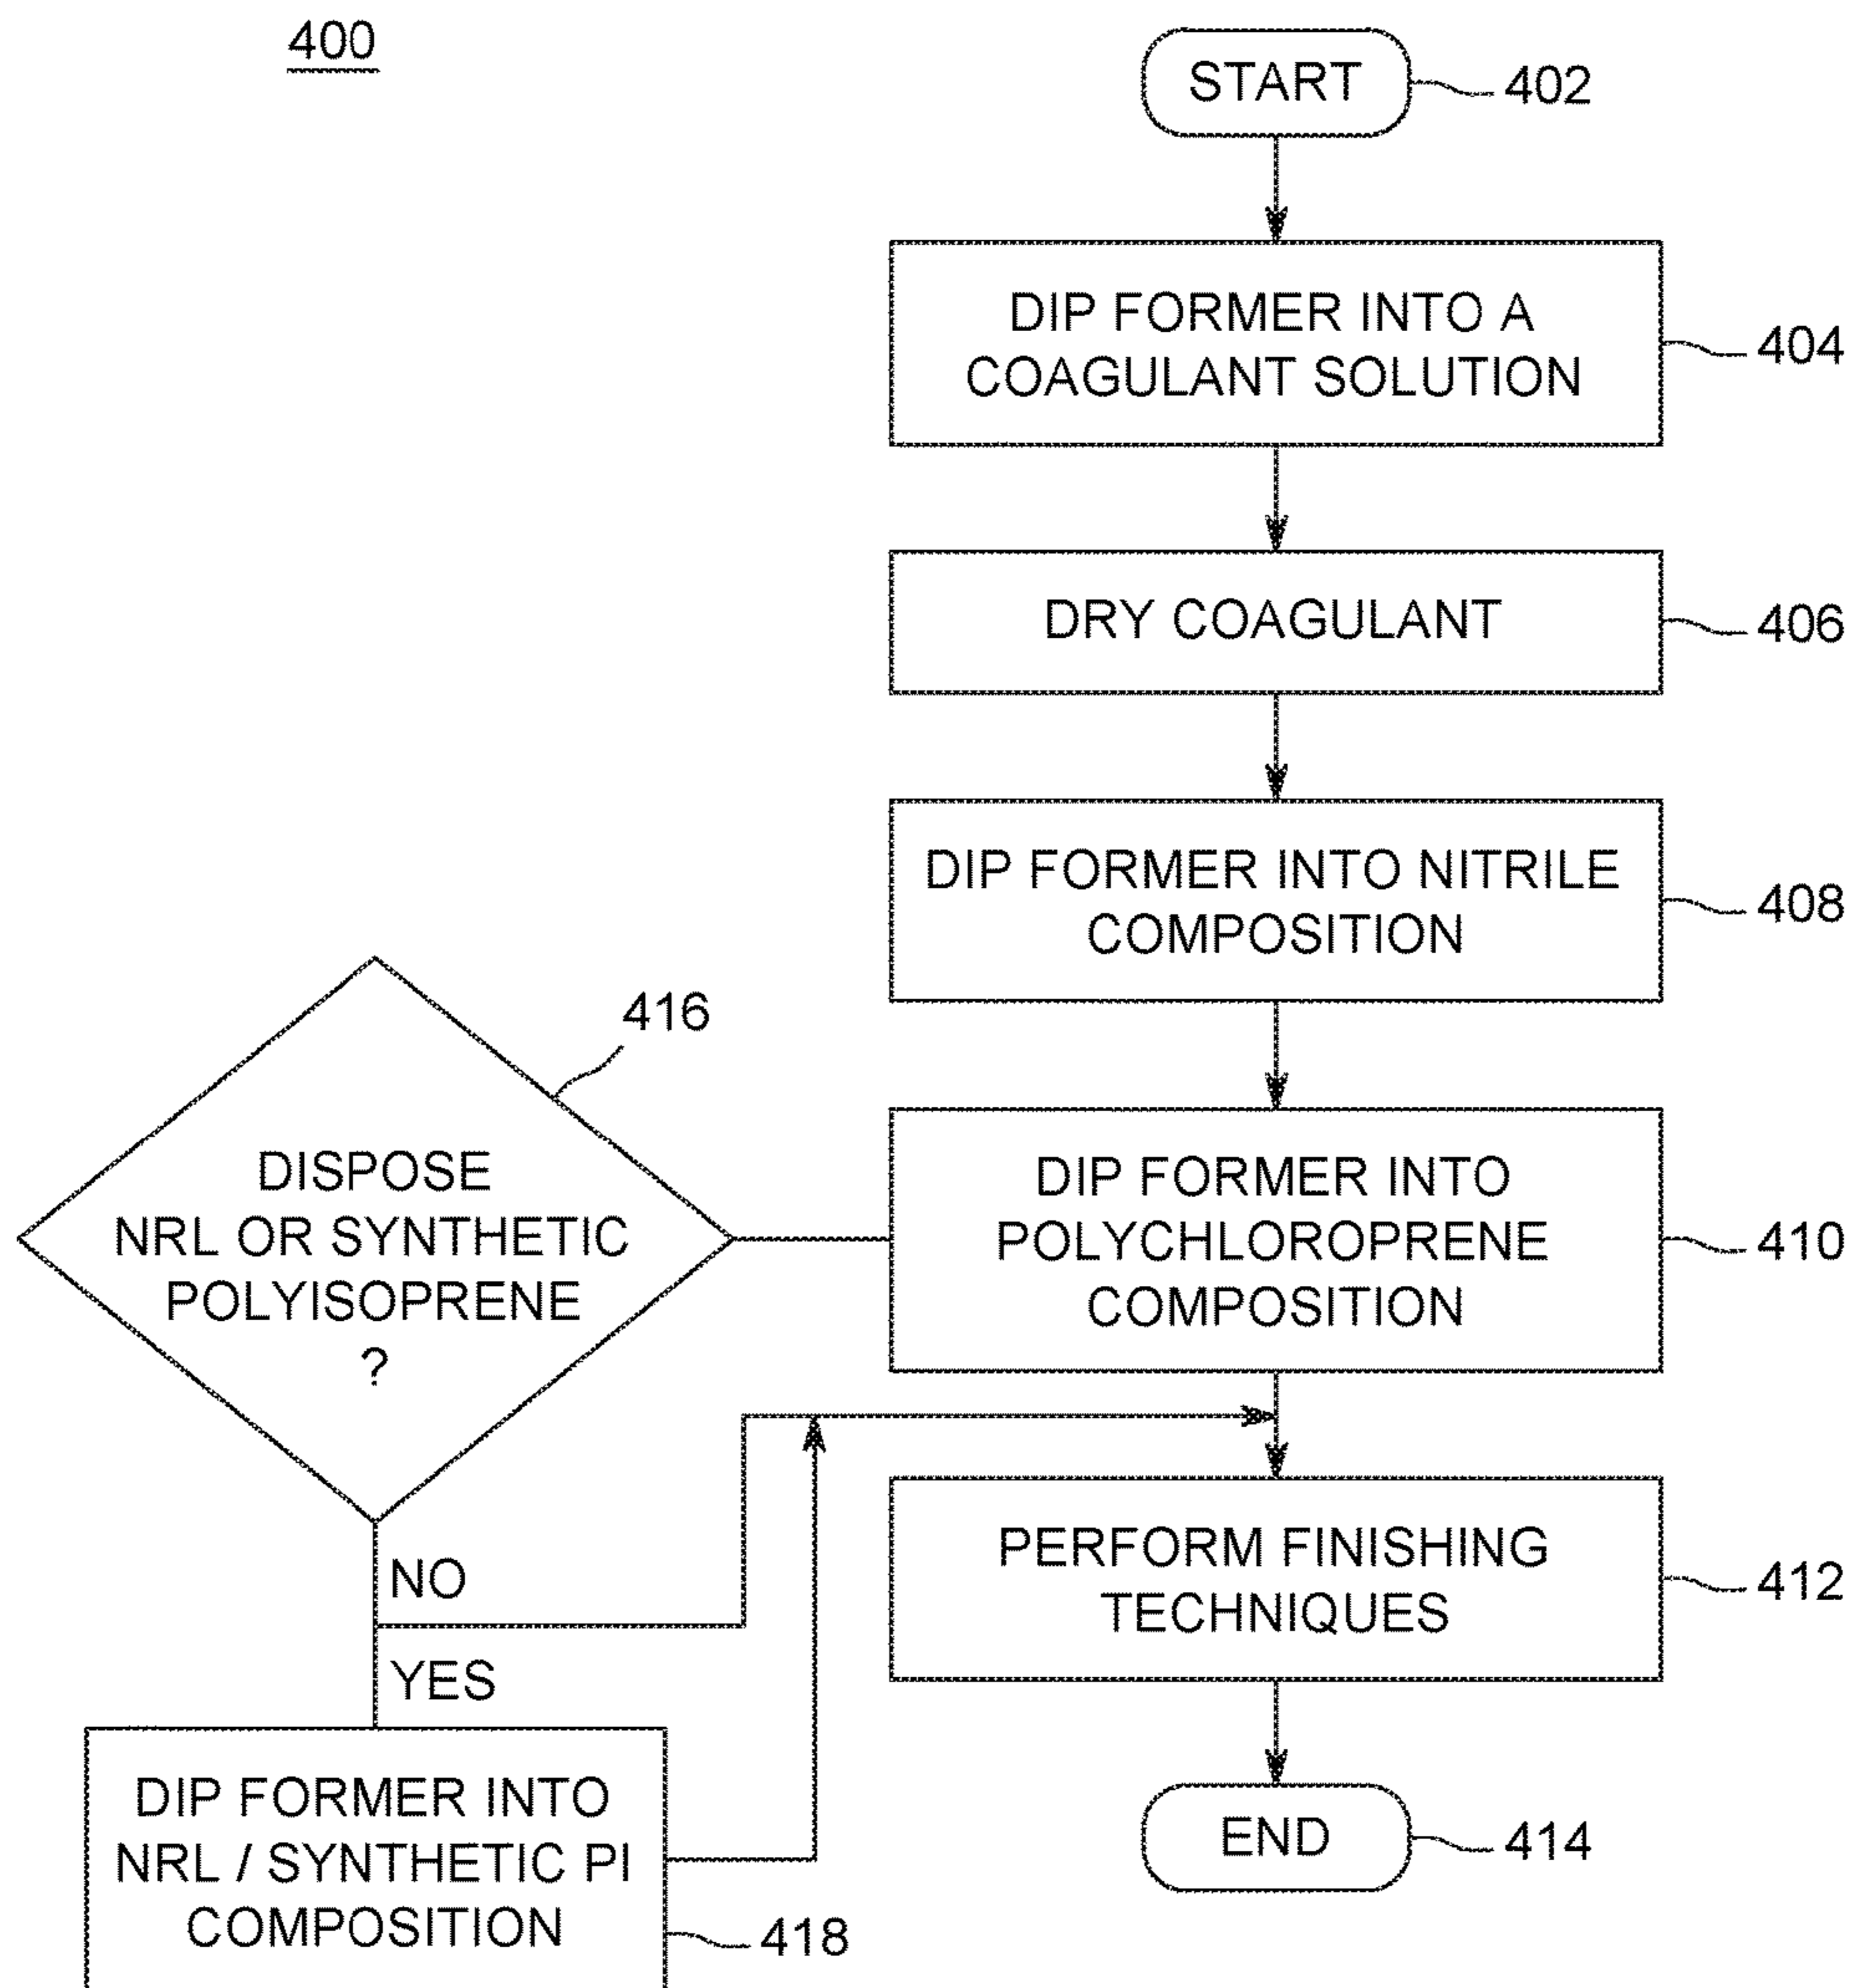 400
START
402
DIP FORMER INTO A
COAGULANT SOLUTION
404
DRY COAGULANT
406
DIP FORMER INTO NITRILE
COMPOSITION
408
416
DISPOSE
NRL OR SYNTHETIC
POLYISOPRENE
?
DIP FORMER INTO
POLYCHLOROPRENE
COMPOSITION
410
NO
YES
PERFORM FINISHING
TECHNIQUES
412
DIP FORMER INTO
NRL / SYNTHETIC PI
COMPOSITION
418
END
414